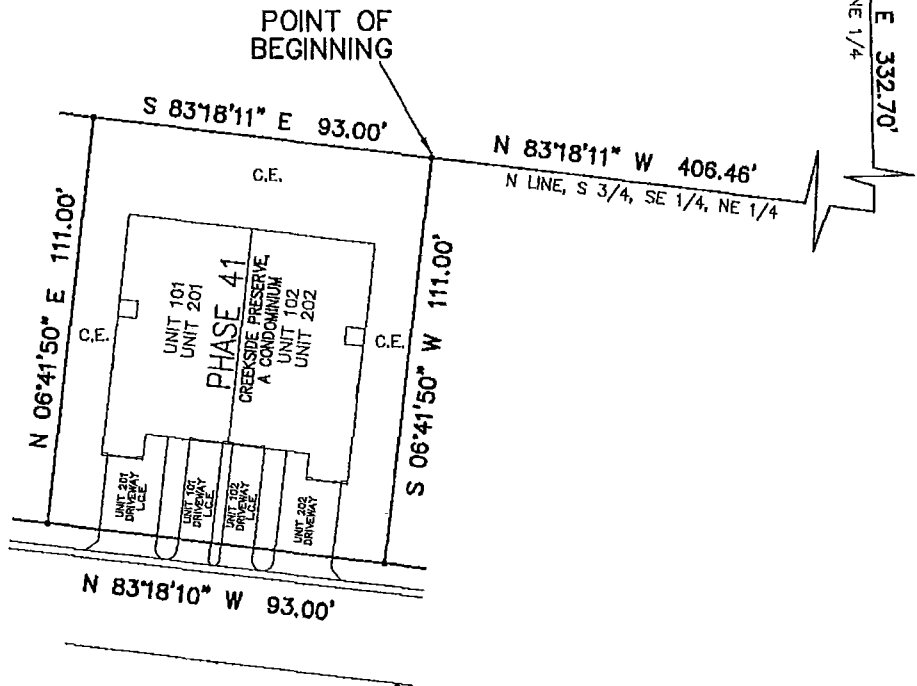 POINT OF
BEGINNING
E 332.70'
NE 1/4
S 83°18'11" E 93.00'
N 83°18'11" W 406.46'
N LINE, S 3/4, SE 1/4, NE 1/4
C.E.
N 06°41'50" E 111.00'
C.E.
UNIT 101
UNIT 201
PHASE 41
CREEKSIDE PRESERVE,
A CONDOMINIUM
UNIT 102
UNIT 202
C.E.
S 06°41'50" W 111.00'
UNIT 201
DRIVEWAY
L.C.E.
UNIT 101
DRIVEWAY
L.C.E.
UNIT 102
DRIVEWAY
L.C.E.
UNIT 202
DRIVEWAY
N 83°18'10" W 93.00'